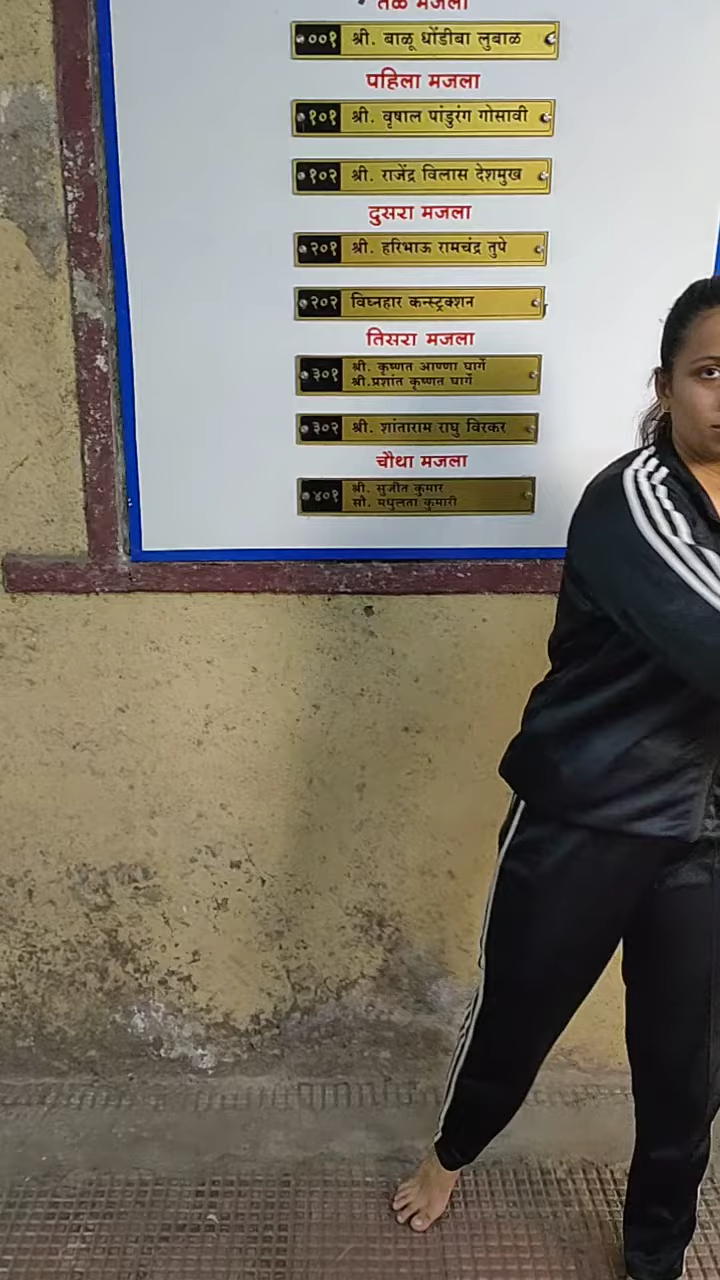 तळ मजला
००१ श्री. बाळू धोंडीबा लुबाळ
पहिला मजला
१०१ श्री. वृषाल पांडुरंग गोसावी
१०२ श्री. राजेंद्र विलास देशमुख
दुसरा मजला
२०१ श्री. हरिभाऊ रामचंद्र तुपे
२०२ विघ्नहार कन्स्ट्रक्शन
तिसरा मजला
३०१ श्री. कृष्णत आण्णा घार्गे
श्री.प्रशांत कृष्णत घार्गे
३०२ श्री. शांताराम राघु विरकर
चौथा मजला
४०१ श्री. सुजीत कुमार
सौ. मधुलता कुमारी